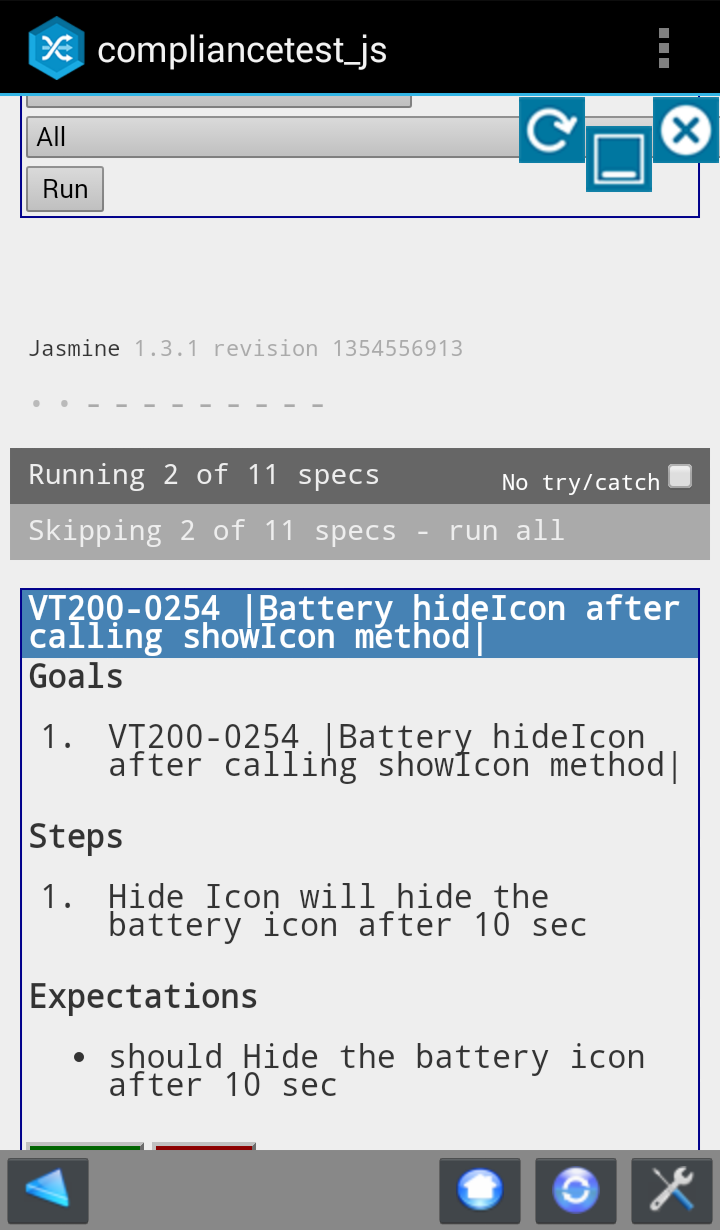 compliancetest_js
All
Run
Jasmine 1.3.1 revision 1354556913
Running 2 of 11 specs
No try/catch
Skipping 2 of 11 specs - run all
VT200-0254 |Battery hideIcon after
calling showIcon method|
Goals
1. VT200-0254 |Battery hideIcon
after calling showIcon method|
Steps
1. Hide Icon will hide the
battery icon after 10 sec
Expectations
• should Hide the battery icon
after 10 sec